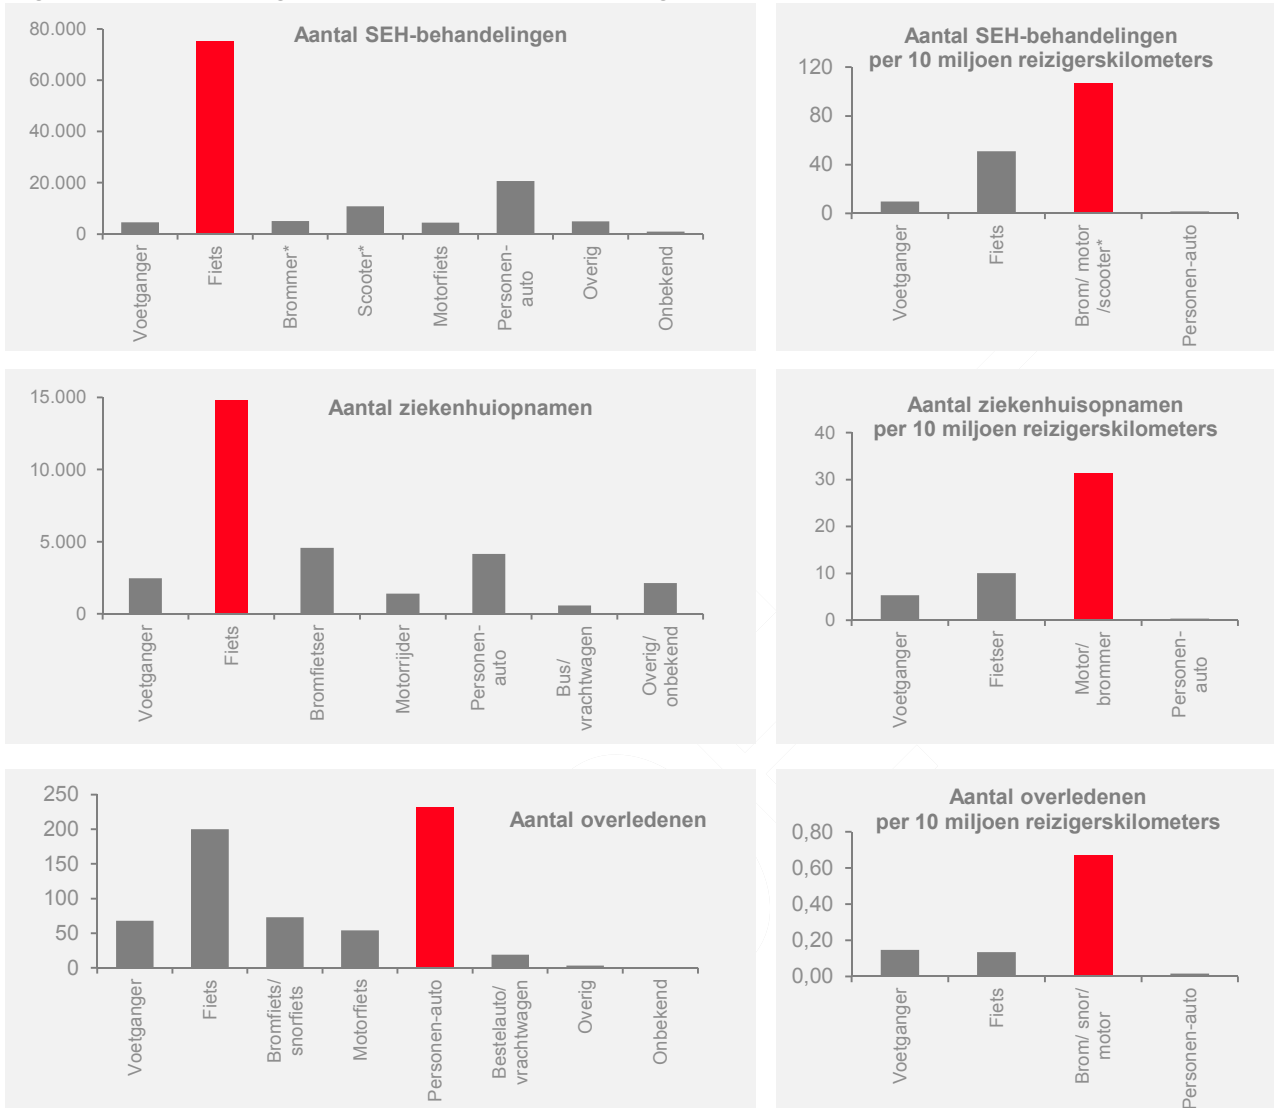 Aantal SEH-behandelingen
80.000
60.000
40.000
20.000
0
Voetganger
Fiets
Brommer*
Scooter*
Motorfiets
Personen-
auto
Overig
Onbekend
Aantal SEH-behandelingen
per 10 miljoen reizigerskilometers
120
80
40
0
Voetganger
Fiets
Brom/ motor
/scooter*
Personen-auto
Aantal ziekenhuiopnamen
15.000
10.000
5.000
0
Voetganger
Fiets
Bromfietser
Motorrijder
Personen-
auto
Bus/
vrachtwagen
Overig/
onbekend
Aantal ziekenhuisopnamen
per 10 miljoen reizigerskilometers
40
30
20
10
0
Voetganger
Fietser
Motor/
brommer
Personen-
auto
Aantal overledenen
250
200
150
100
50
0
Voetganger
Fiets
Bromfiets/
snorfiets
Motorfiets
Personen-auto
Bestelauto/
vrachtwagen
Overig
Onbekend
Aantal overledenen
per 10 miljoen reizigerskilometers
0,80
0,60
0,40
0,20
0,00
Voetganger
Fiets
Brom/ snor/
motor
Personen-auto